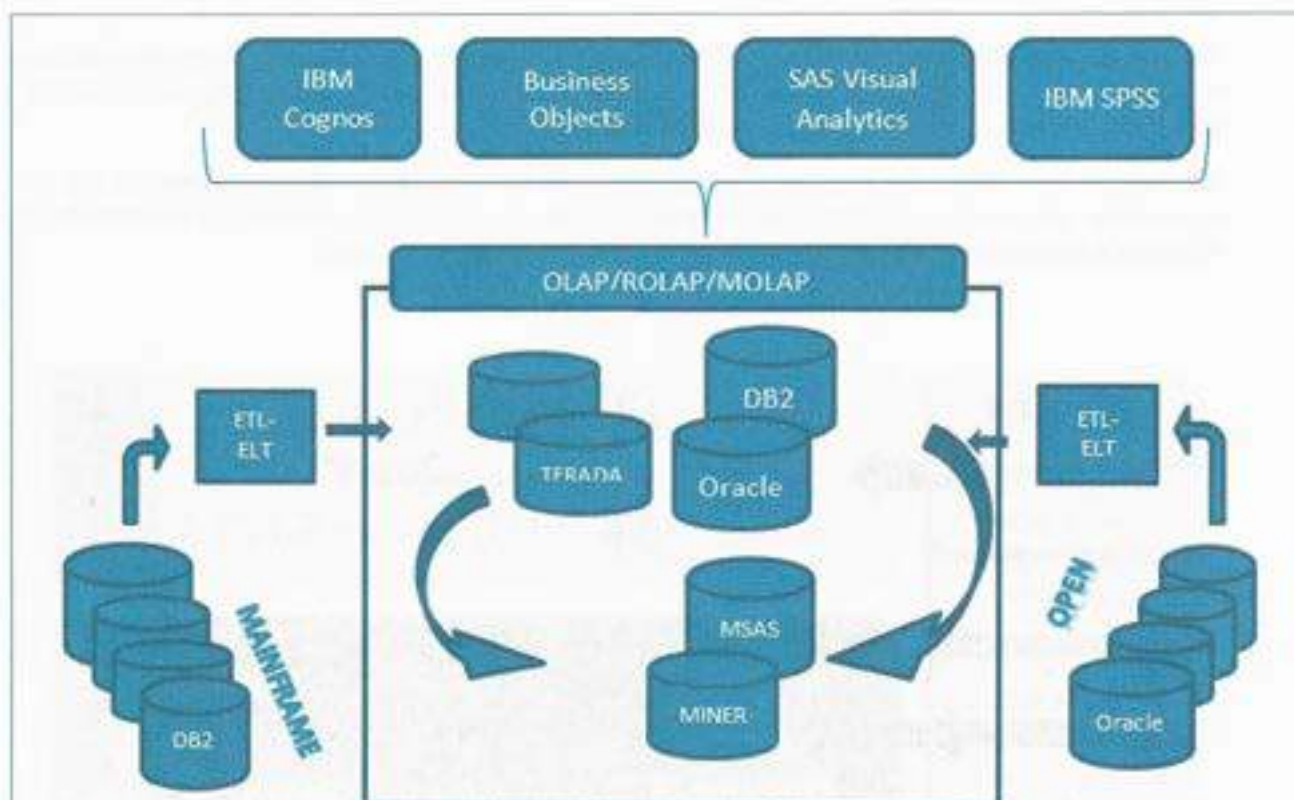 IBM
Cognos
Business
Objects
SAS Visual
Analytics
IBM SPSS
OLAP/ROLAP/MOLAP
ETL-
ELT
DB2
TERADA
Oracle
ETL-
ELT
MAINFRAME
DB2
MSAS
MINER
OPEN
Oracle